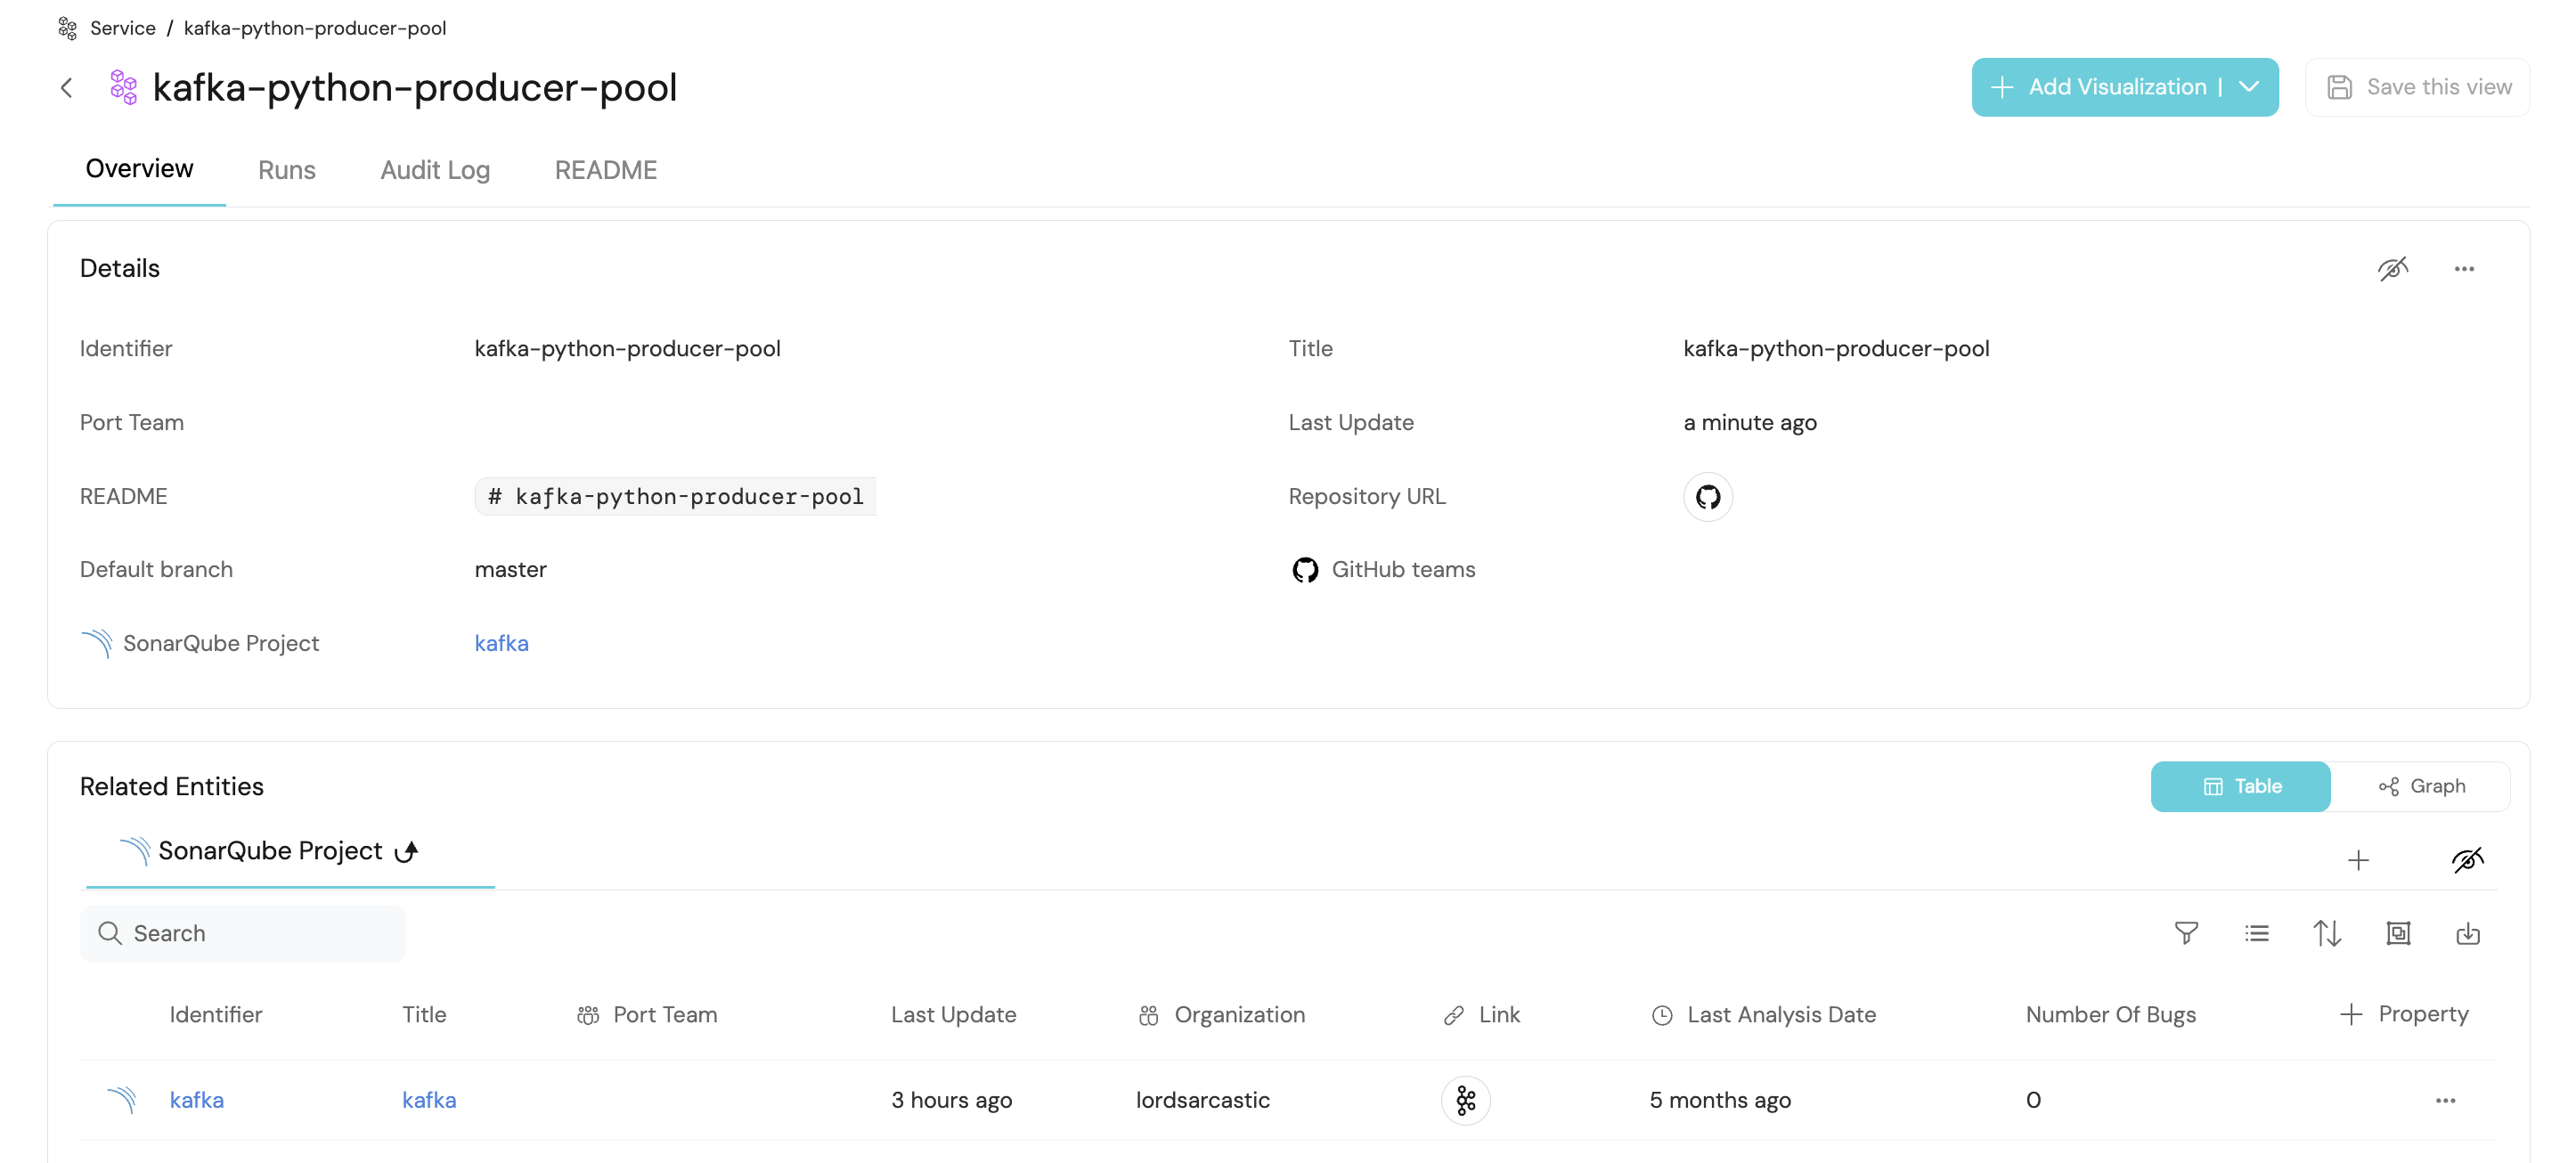 Service / kafka-python-producer-pool
kafka-python-producer-pool
Add Visualization |
Save this view
Overview Runs Audit Log README
Details
Identifier kafka-python-producer-pool Title kafka-python-producer-pool
Port Team Last Update a minute ago
README # kafka-python-producer-pool Repository URL
Default branch master GitHub teams
SonarQube Project kafka
Related Entities Table Graph
SonarQube Project
Search
Identifier Title Port Team Last Update Organization Link Last Analysis Date Number Of Bugs + Property
kafka kafka 3 hours ago lordsarcastic 5 months ago 0